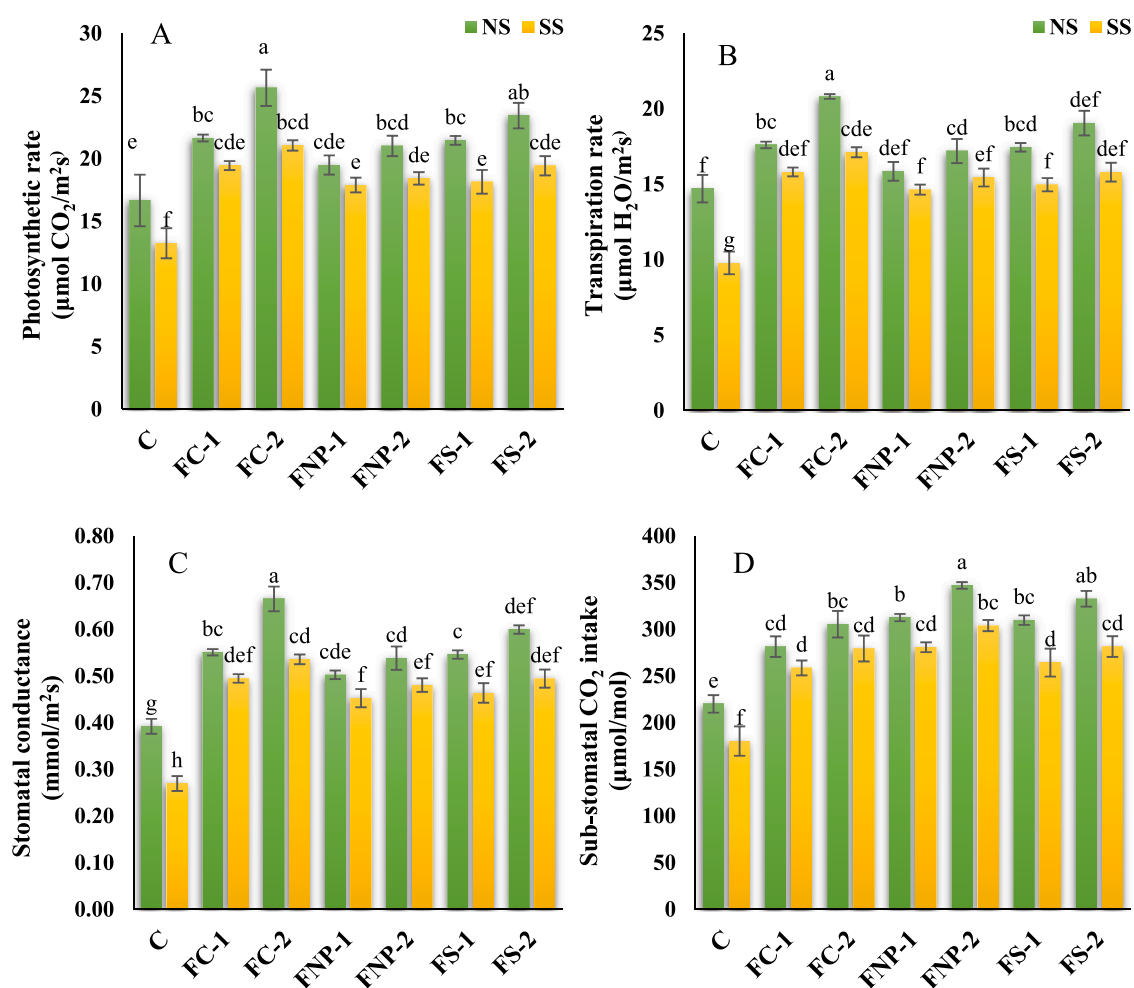 A
NS SS
30
25
20
15
10
5
0
Photosynthetic rate
(µmol CO₂/m²s)
e f bc cde a bcd cde e bcd de bc e ab cde
C FC-1 FC-2 FNP-1 FNP-2 FS-1 FS-2
B
NS SS
25
20
15
10
5
0
Transpiration rate
(µmol H₂O/m²s)
f g bc def a cde def f cd ef bcd f def def
C FC-1 FC-2 FNP-1 FNP-2 FS-1 FS-2
C
0.80
0.70
0.60
0.50
0.40
0.30
0.20
0.10
0.00
Stomatal conductance
(mmol/m²s)
g h bc def a cd cde f cd ef c ef def def
C FC-1 FC-2 FNP-1 FNP-2 FS-1 FS-2
D
400
350
300
250
200
150
100
50
0
Sub-stomatal CO₂ intake
(µmol/mol)
e f cd d bc cd b cd a bc bc d ab cd
C FC-1 FC-2 FNP-1 FNP-2 FS-1 FS-2